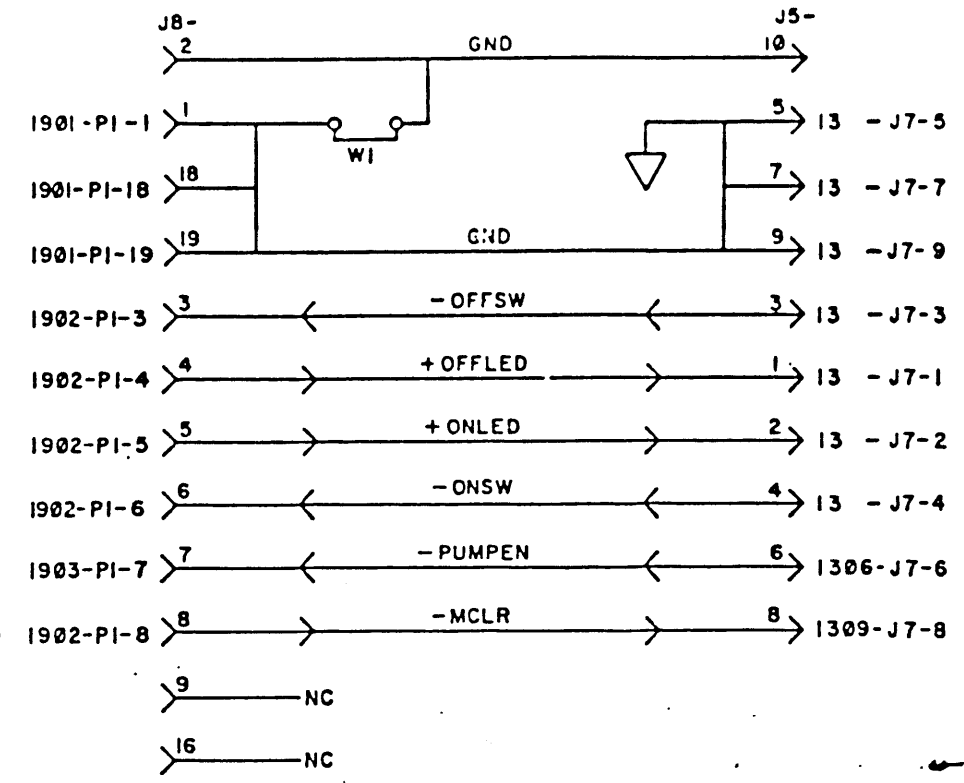 J8- J5-
2 GND 10
1901-P1-1 1 W1 5 13 -J7-5
1901-P1-18 18 7 13 -J7-7
1901-P1-19 19 GND 9 13 -J7-9
1902-P1-3 3 -OFFSW 3 13 -J7-3
1902-P1-4 4 +OFFLED 1 13 -J7-1
1902-P1-5 5 +ONLED 2 13 -J7-2
1902-P1-6 6 -ONSW 4 13 -J7-4
1903-P1-7 7 -PUMPEN 6 1306-J7-6
1902-P1-8 8 -MCLR 8 1309-J7-8
9 NC
16 NC